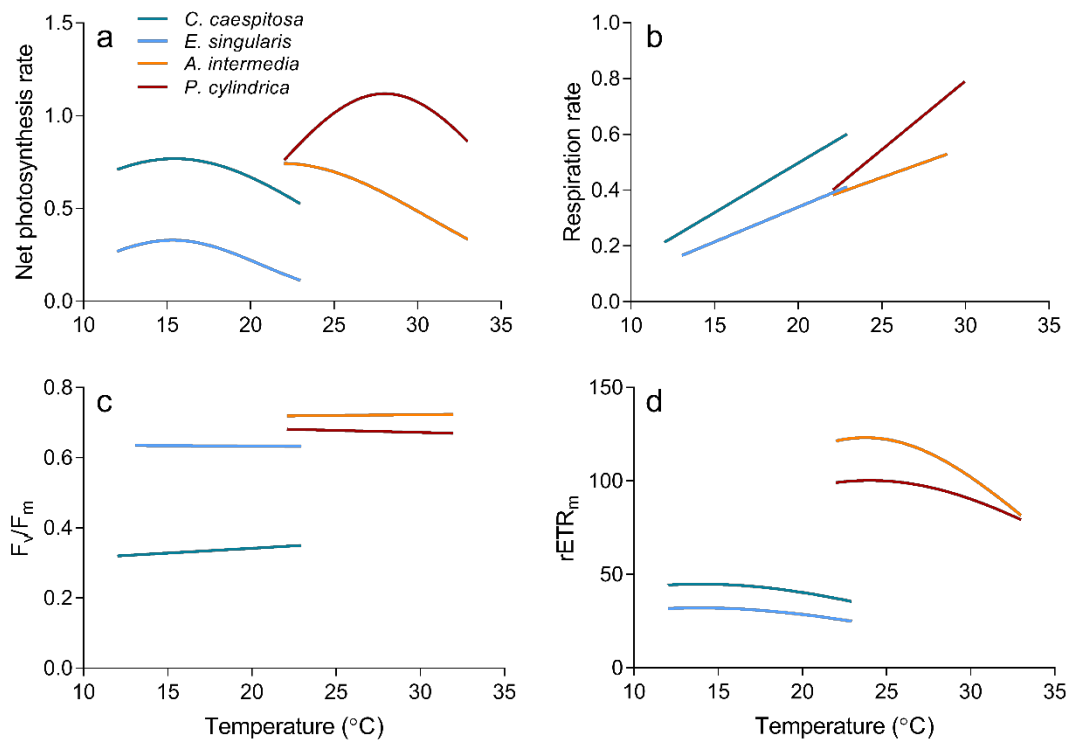 a
C. caespitosa
E. singularis
A. intermedia
P. cylindrica
Net photosynthesis rate
1.5
1.0
0.5
0.0
10 15 20 25 30 35
b
Respiration rate
1.0
0.8
0.6
0.4
0.2
0.0
10 15 20 25 30 35
c
Fv/Fm
0.8
0.6
0.4
0.2
0.0
10 15 20 25 30 35
Temperature (°C)
d
rETRm
150
100
50
0
10 15 20 25 30 35
Temperature (°C)